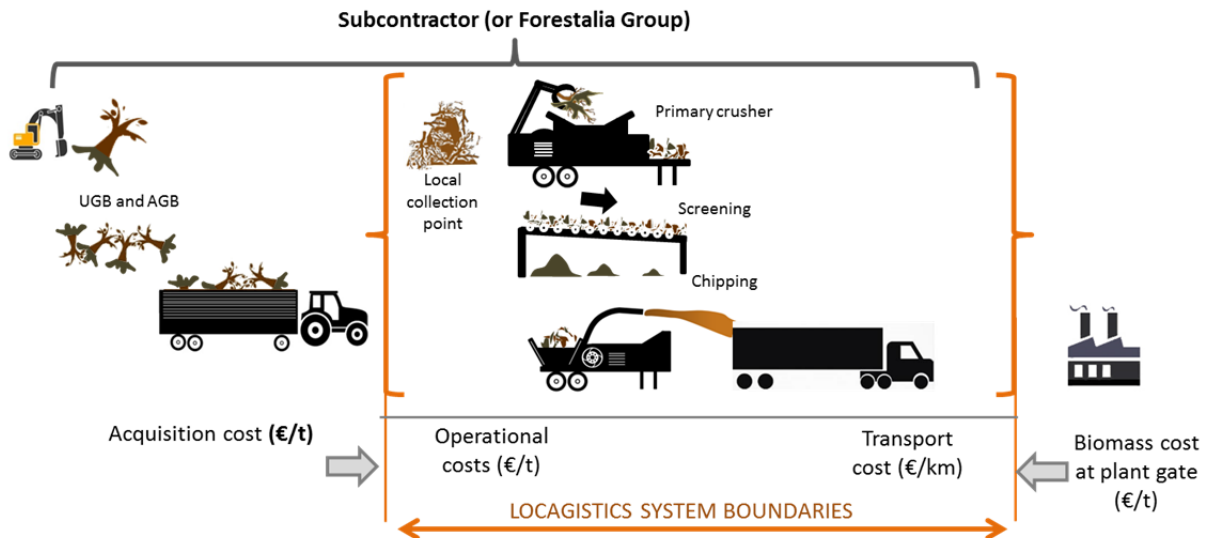 Subcontractor (or Forestalia Group)
Primary crusher
UGB and AGB
Local
collection
point
Screening
Chipping
Acquisition cost (€/t)
Operational
costs (€/t)
Transport
cost (€/km)
Biomass cost
at plant gate
(€/t)
LOCAGISTICS SYSTEM BOUNDARIES